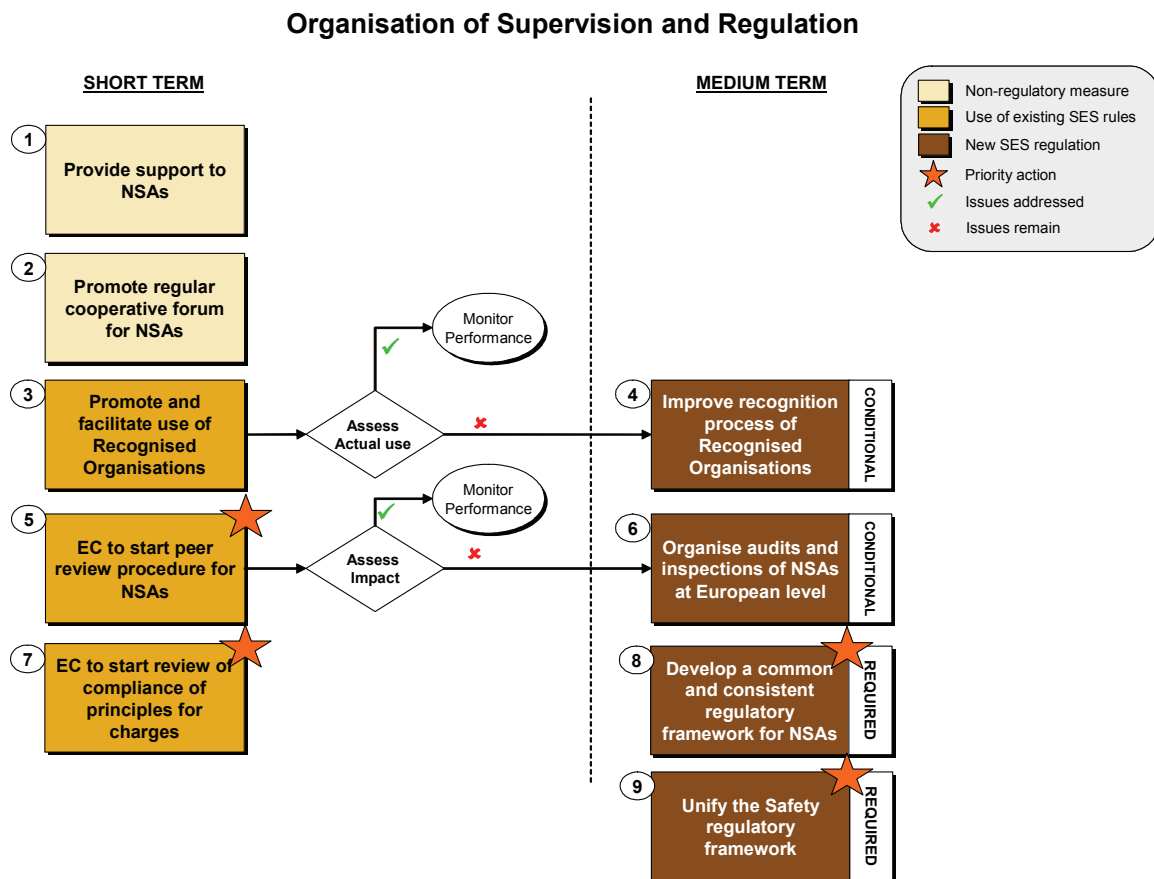 Organisation of Supervision and Regulation
SHORT TERM
MEDIUM TERM
Non-regulatory measure
Use of existing SES rules
New SES regulation
Priority action
Issues addressed
Issues remain
1
Provide support to
NSAs
2
Promote regular
cooperative forum
for NSAs
Monitor
Performance
3
Promote and
facilitate use of
Recognised
Organisations
Assess
Actual use
4
Improve recognition
process of
Recognised
Organisations
CONDITIONAL
5
EC to start peer
review procedure for
NSAs
Monitor
Performance
Assess
Impact
6
Organise audits and
inspections of NSAs
at European level
CONDITIONAL
7
EC to start review of
compliance of
principles for
charges
8
Develop a common
and consistent
regulatory
framework for NSAs
REQUIRED
9
Unify the Safety
regulatory
framework
REQUIRED